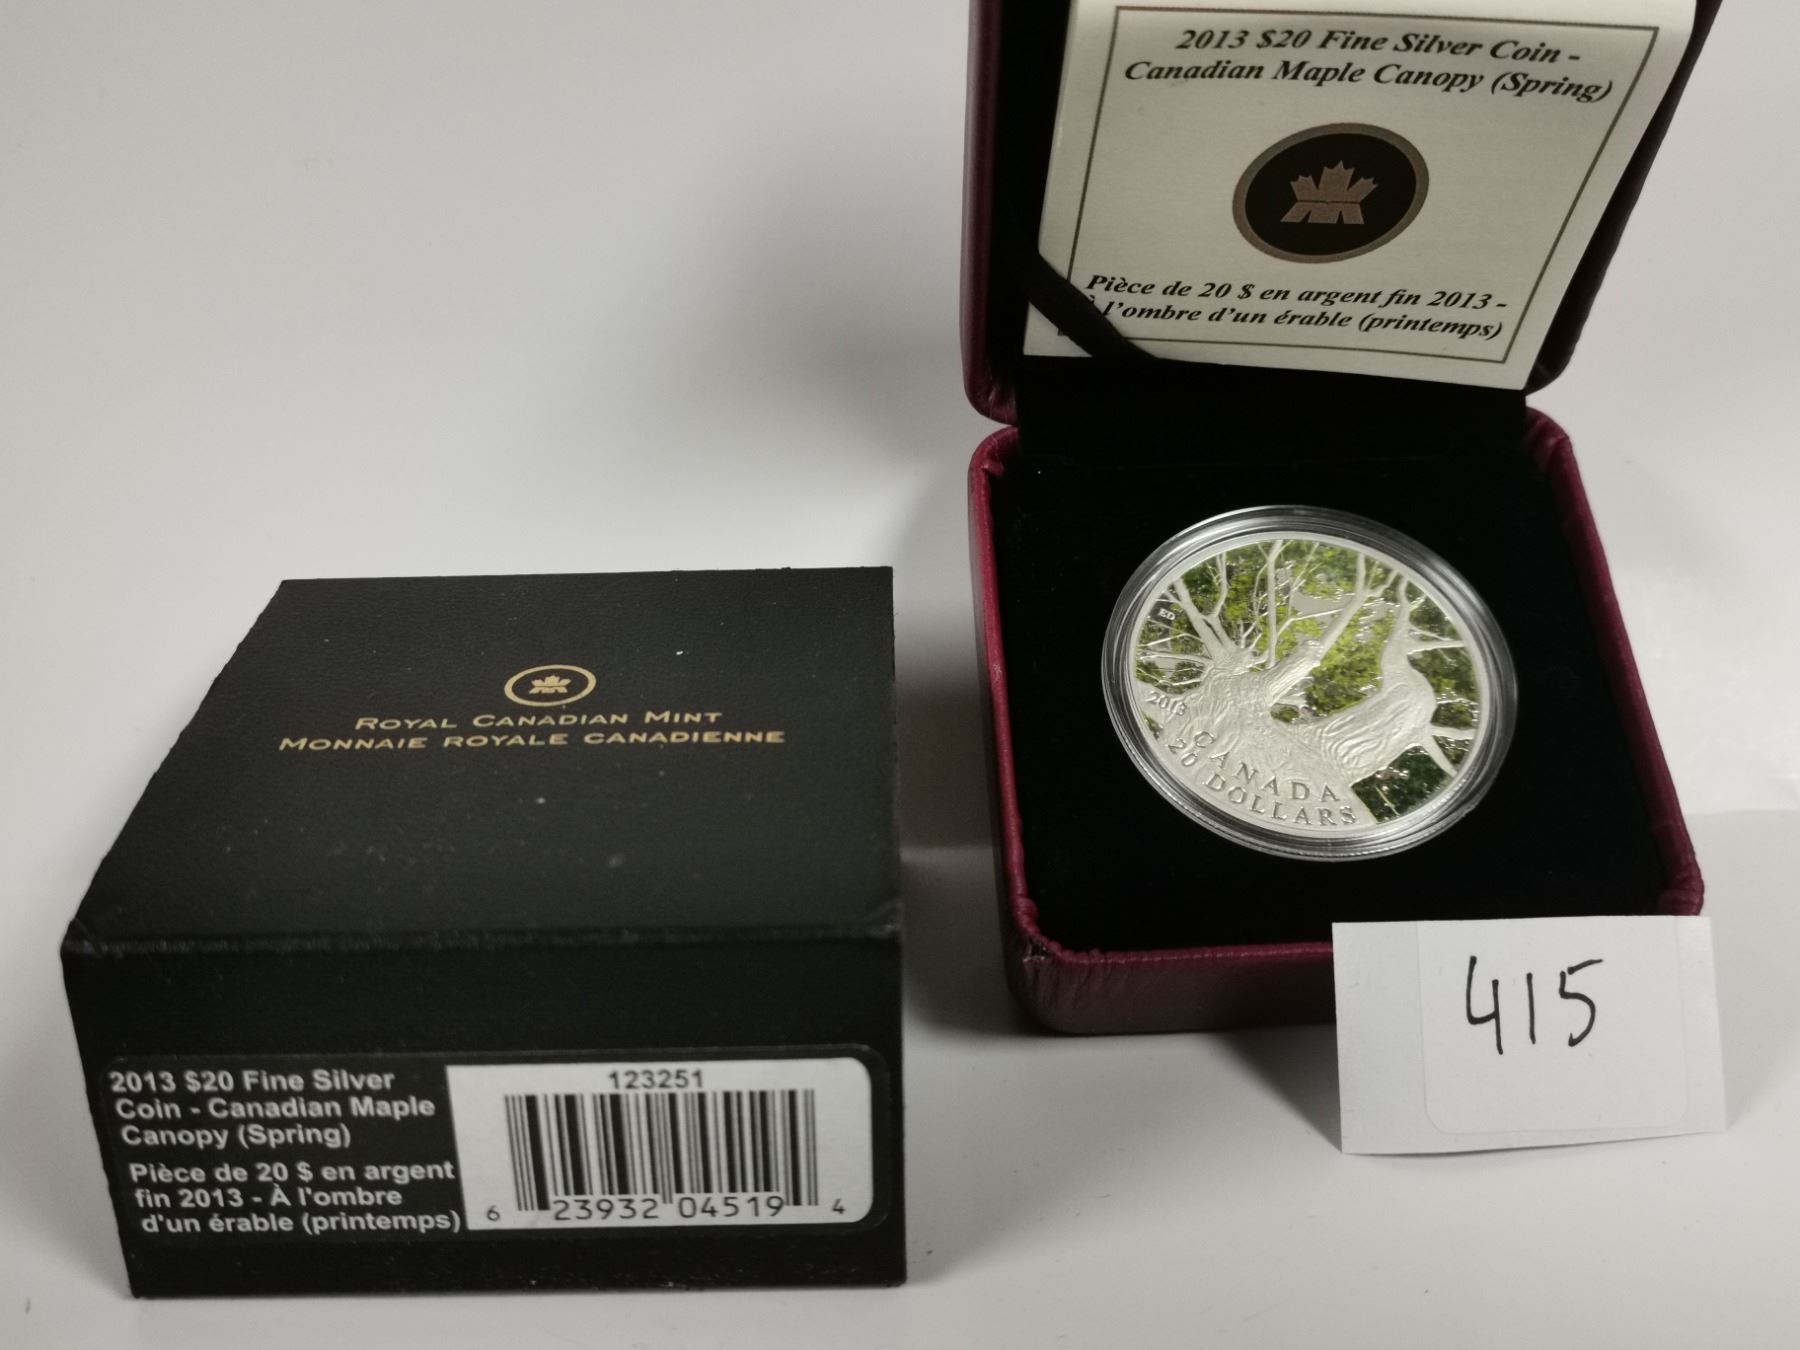 2013 $20 Fine Silver Coin -
Canadian Maple Canopy (Spring)
Pièce de 20 $ en argent fin 2013 -
À l'ombre d'un érable (printemps)
ED
2013
CANADA
20 DOLLARS
ROYAL CANADIAN MINT
MONNAIE ROYALE CANADIENNE
2013 $20 Fine Silver
Coin - Canadian Maple
Canopy (Spring)
Pièce de 20 $ en argent
fin 2013 - À l'ombre
d'un érable (printemps)
123251
6 23932 04519 4
415